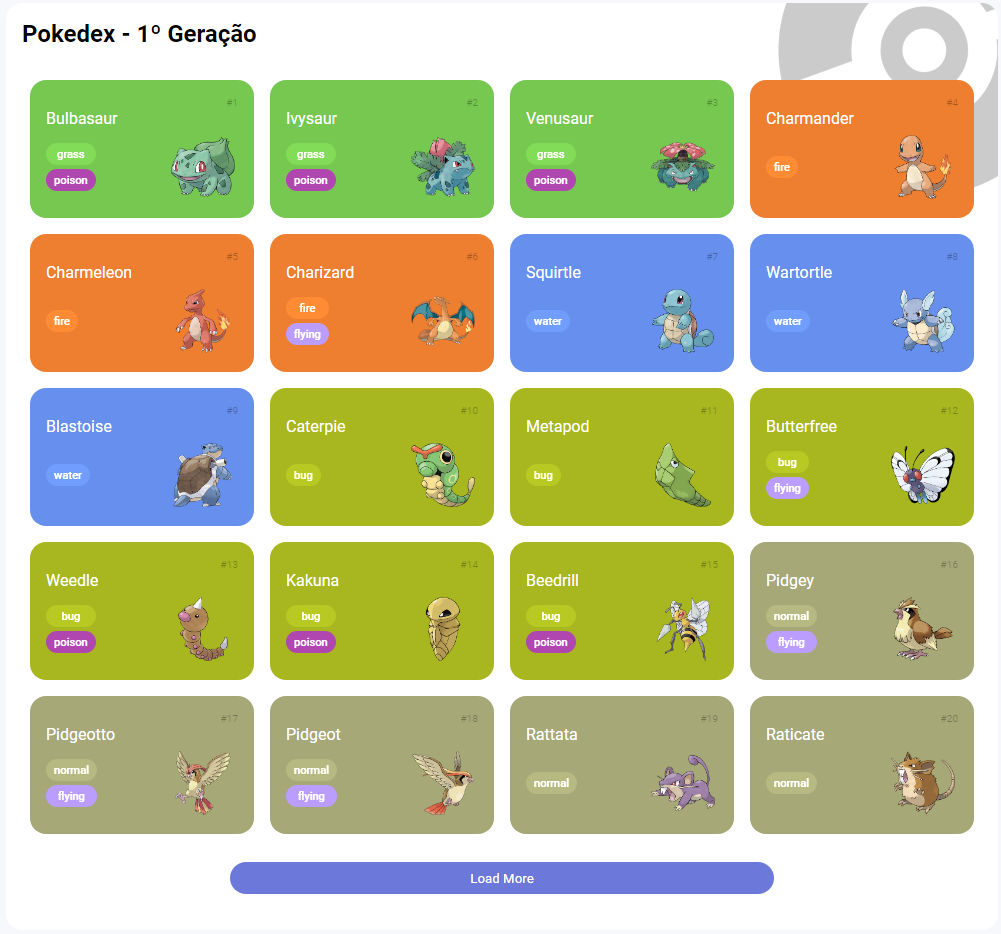 Pokedex - 1º Geração
#1
Bulbasaur
grass
poison
#2
Ivysaur
grass
poison
#3
Venusaur
grass
poison
#4
Charmander
fire
#5
Charmeleon
fire
#6
Charizard
fire
flying
#7
Squirtle
water
#8
Wartortle
water
#9
Blastoise
water
#10
Caterpie
bug
#11
Metapod
bug
#12
Butterfree
bug
flying
#13
Weedle
bug
poison
#14
Kakuna
bug
poison
#15
Beedrill
bug
poison
#16
Pidgey
normal
flying
#17
Pidgeotto
normal
flying
#18
Pidgeot
normal
flying
#19
Rattata
normal
#20
Raticate
normal
Load More